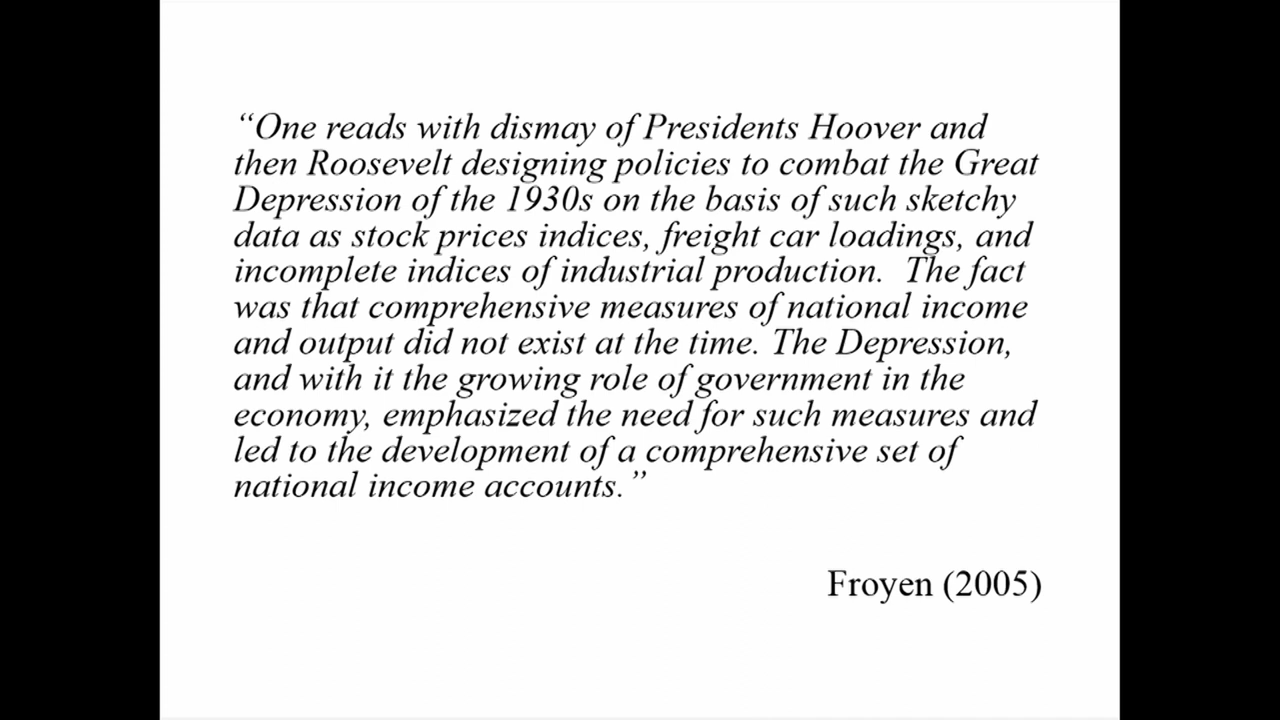 “One reads with dismay of Presidents Hoover and
then Roosevelt designing policies to combat the Great
Depression of the 1930s on the basis of such sketchy
data as stock prices indices, freight car loadings, and
incomplete indices of industrial production.  The fact
was that comprehensive measures of national income
and output did not exist at the time. The Depression,
and with it the growing role of government in the
economy, emphasized the need for such measures and
led to the development of a comprehensive set of
national income accounts.”
Froyen (2005)